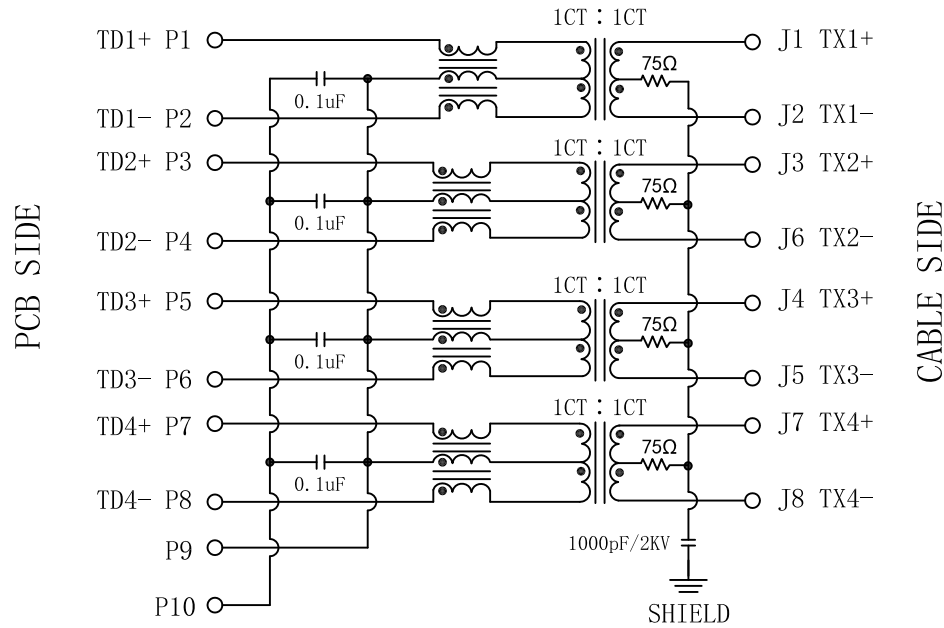 1CT : 1CT
TD1+ P1
J1 TX1+
75Ω
0.1uF
TD1- P2
J2 TX1-
TD2+ P3
1CT : 1CT
J3 TX2+
75Ω
0.1uF
TD2- P4
J6 TX2-
PCB SIDE
CABLE SIDE
1CT : 1CT
TD3+ P5
J4 TX3+
75Ω
0.1uF
TD3- P6
J5 TX3-
1CT : 1CT
TD4+ P7
J7 TX4+
75Ω
0.1uF
TD4- P8
J8 TX4-
P9
1000pF/2KV
P10
SHIELD